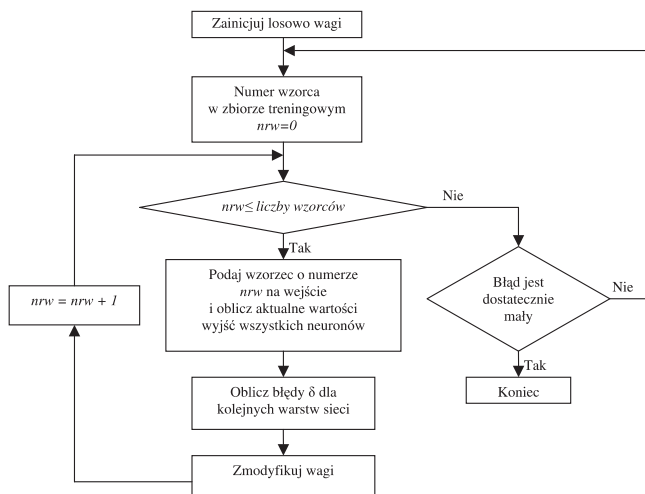 Zainicjuj losowo wagi
Numer wzorca
w zbiorze treningowym
nrw=0
nrw≤ liczby wzorców
Nie
Tak
Podaj wzorzec o numerze
nrw na wejście
i oblicz aktualne wartości
wyjść wszystkich neuronów
nrw = nrw + 1
Błąd jest
dostatecznie
mały
Nie
Tak
Koniec
Oblicz błędy δ dla
kolejnych warstw sieci
Zmodyfikuj wagi